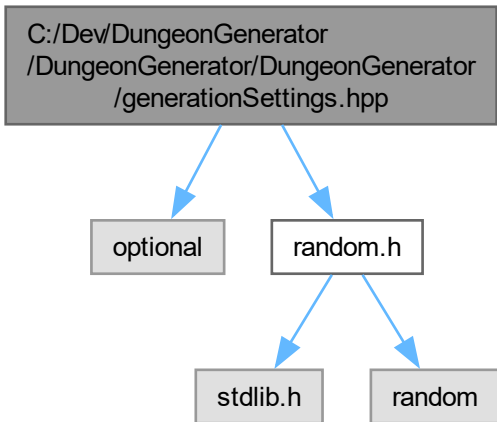 C:/Dev/DungeonGenerator
/DungeonGenerator/DungeonGenerator
/generationSettings.hpp
optional
random.h
stdlib.h
random